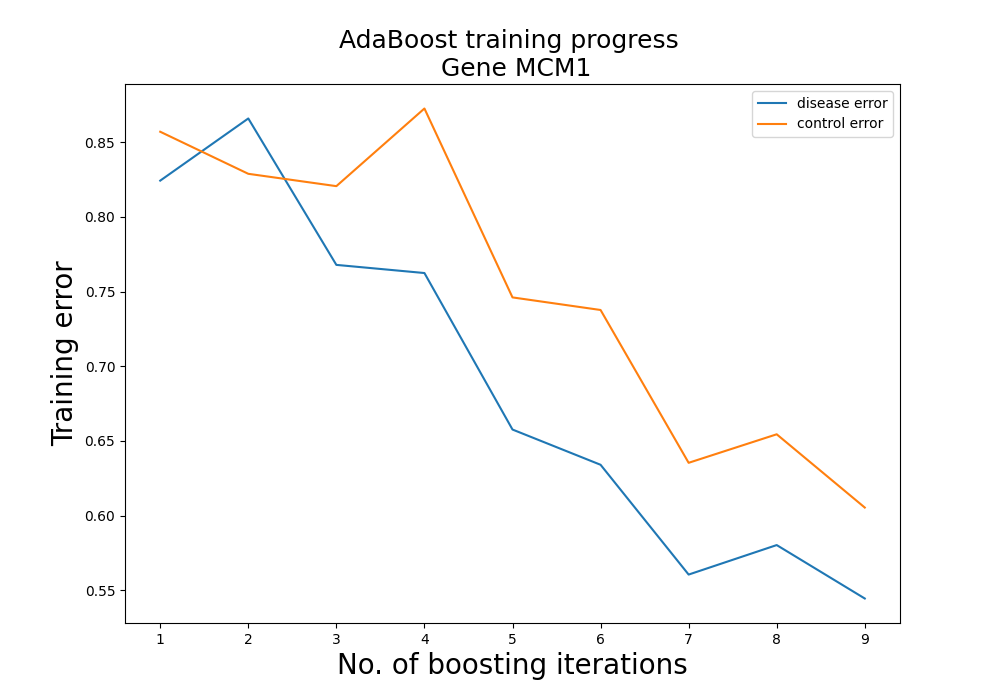 AdaBoost training progress
Gene MCM1
disease error
control error
Training error
0.85
0.80
0.75
0.70
0.65
0.60
0.55
1 2 3 4 5 6 7 8 9
No. of boosting iterations